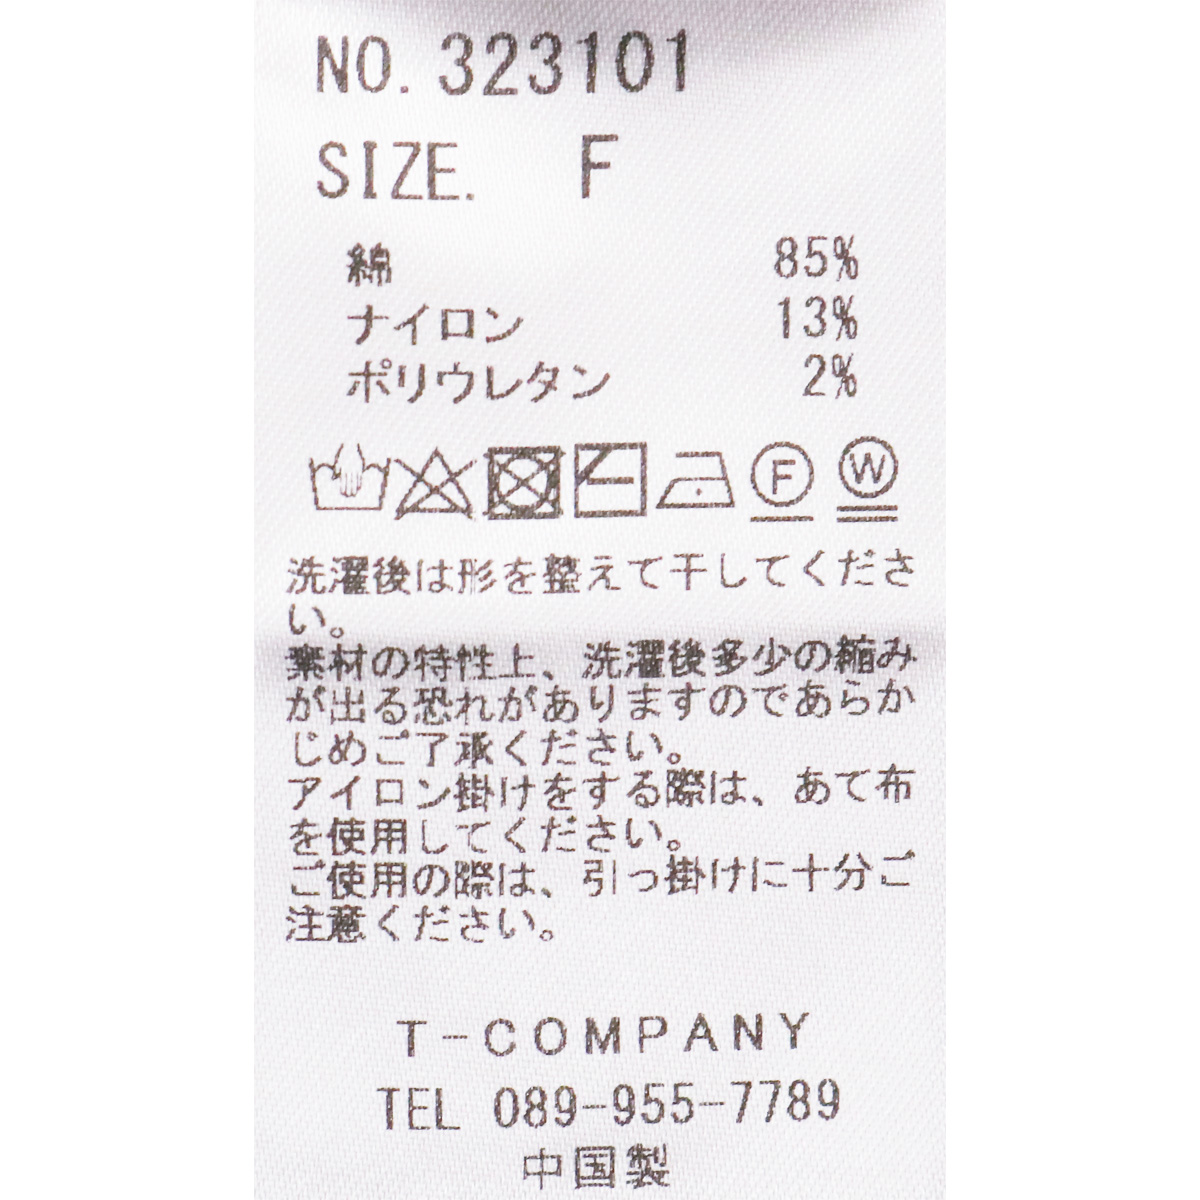 NO. 323101
SIZE. F
綿 85%
ナイロン 13%
ポリウレタン 2%
F W
洗濯後は形を整えて干してくださ
い。
素材の特性上、洗濯後多少の縮み
が出る恐れがありますのであらか
じめご了承ください。
アイロン掛けをする際は、あて布
を使用してください。
ご使用の際は、引っ掛けに十分ご
注意ください。
T-COMPANY
TEL 089-955-7789
中国製